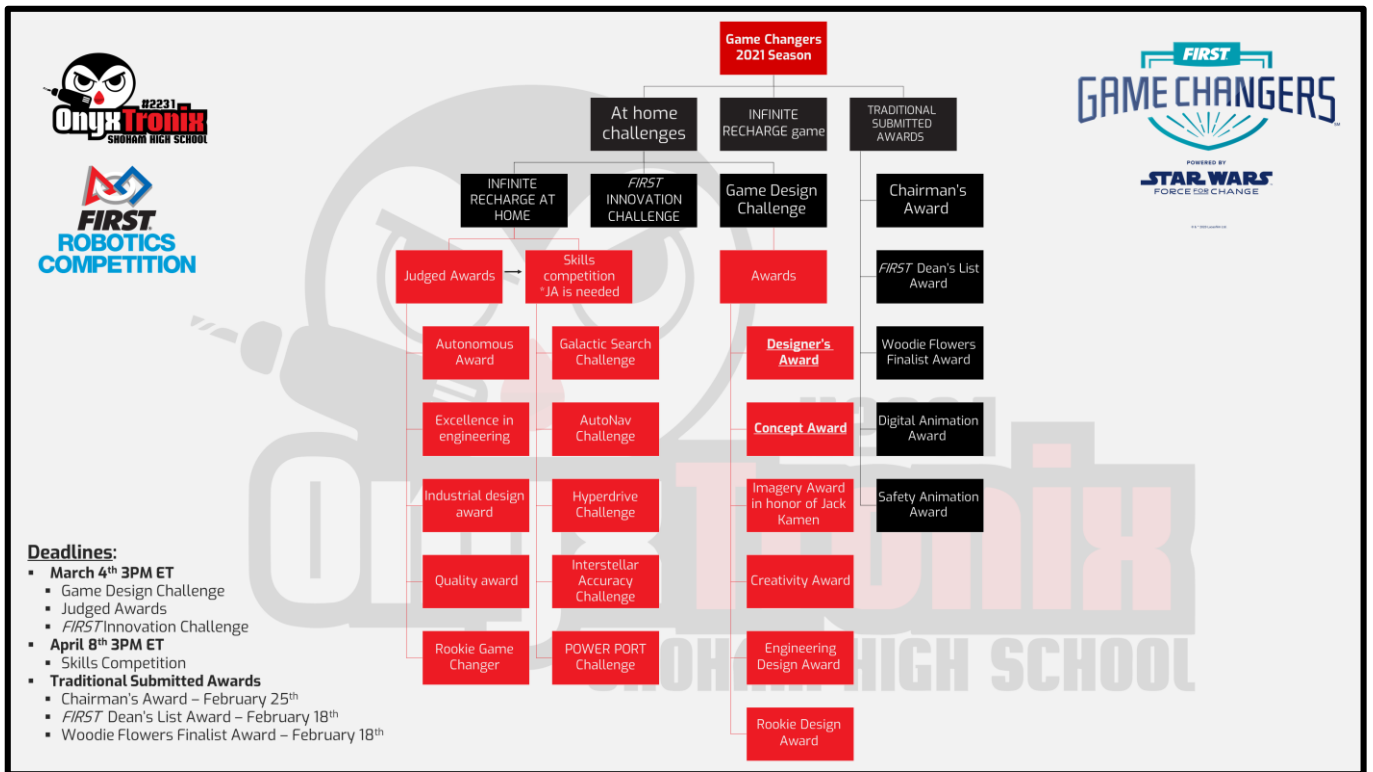 Game Changers
2021 Season
#2231
OnyxTronix
SHOHAM HIGH SCHOOL
FIRST
ROBOTICS
COMPETITION
FIRST
GAME CHANGERS
POWERED BY
STAR WARS
FORCE FOR CHANGE
At home
challenges
INFINITE
RECHARGE game
TRADITIONAL
SUBMITTED
AWARDS
INFINITE
RECHARGE AT
HOME
FIRST
INNOVATION
CHALLENGE
Game Design
Challenge
Chairman's
Award
Judged Awards
Skills
competition
*JA is needed
Awards
FIRST Dean's List
Award
Autonomous
Award
Galactic Search
Challenge
Designer's
Award
Woodie Flowers
Finalist Award
Excellence in
engineering
AutoNav
Challenge
Concept Award
Digital Animation
Award
Industrial design
award
Hyperdrive
Challenge
Imagery Award
in honor of Jack
Kamen
Safety Animation
Award
Quality award
Interstellar
Accuracy
Challenge
Creativity Award
Rookie Game
Changer
POWER PORT
Challenge
Engineering
Design Award
Rookie Design
Award
Deadlines:
▪ March 4th 3PM ET
▪ Game Design Challenge
▪ Judged Awards
▪ FIRST Innovation Challenge
▪ April 8th 3PM ET
▪ Skills Competition
▪ Traditional Submitted Awards
▪ Chairman's Award – February 25th
▪ FIRST Dean's List Award – February 18th
▪ Woodie Flowers Finalist Award – February 18th
#2231
OnyxTronix
SHOHAM HIGH SCHOOL